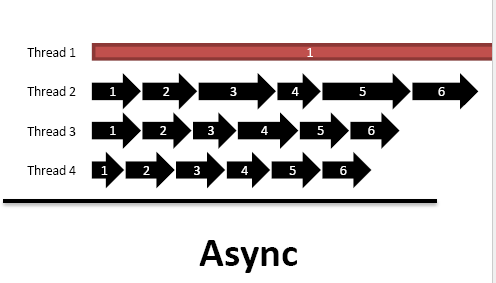 Thread 1 1
Thread 2 1 2 3 4 5 6
Thread 3 1 2 3 4 5 6
Thread 4 1 2 3 4 5 6
Async